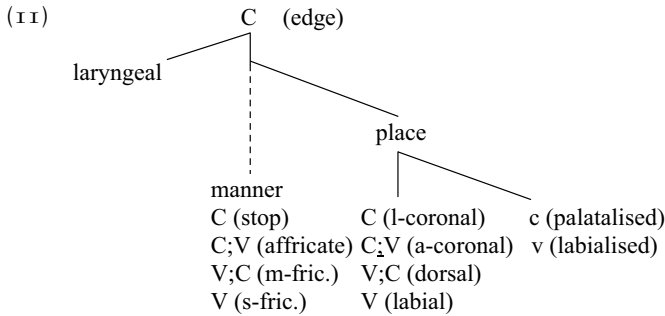 (11) C (edge)
laryngeal
place
manner
C (stop) C (l-coronal) c (palatalised)
C;V (affricate) C;V (a-coronal) v (labialised)
V;C (m-fric.) V;C (dorsal)
V (s-fric.) V (labial)